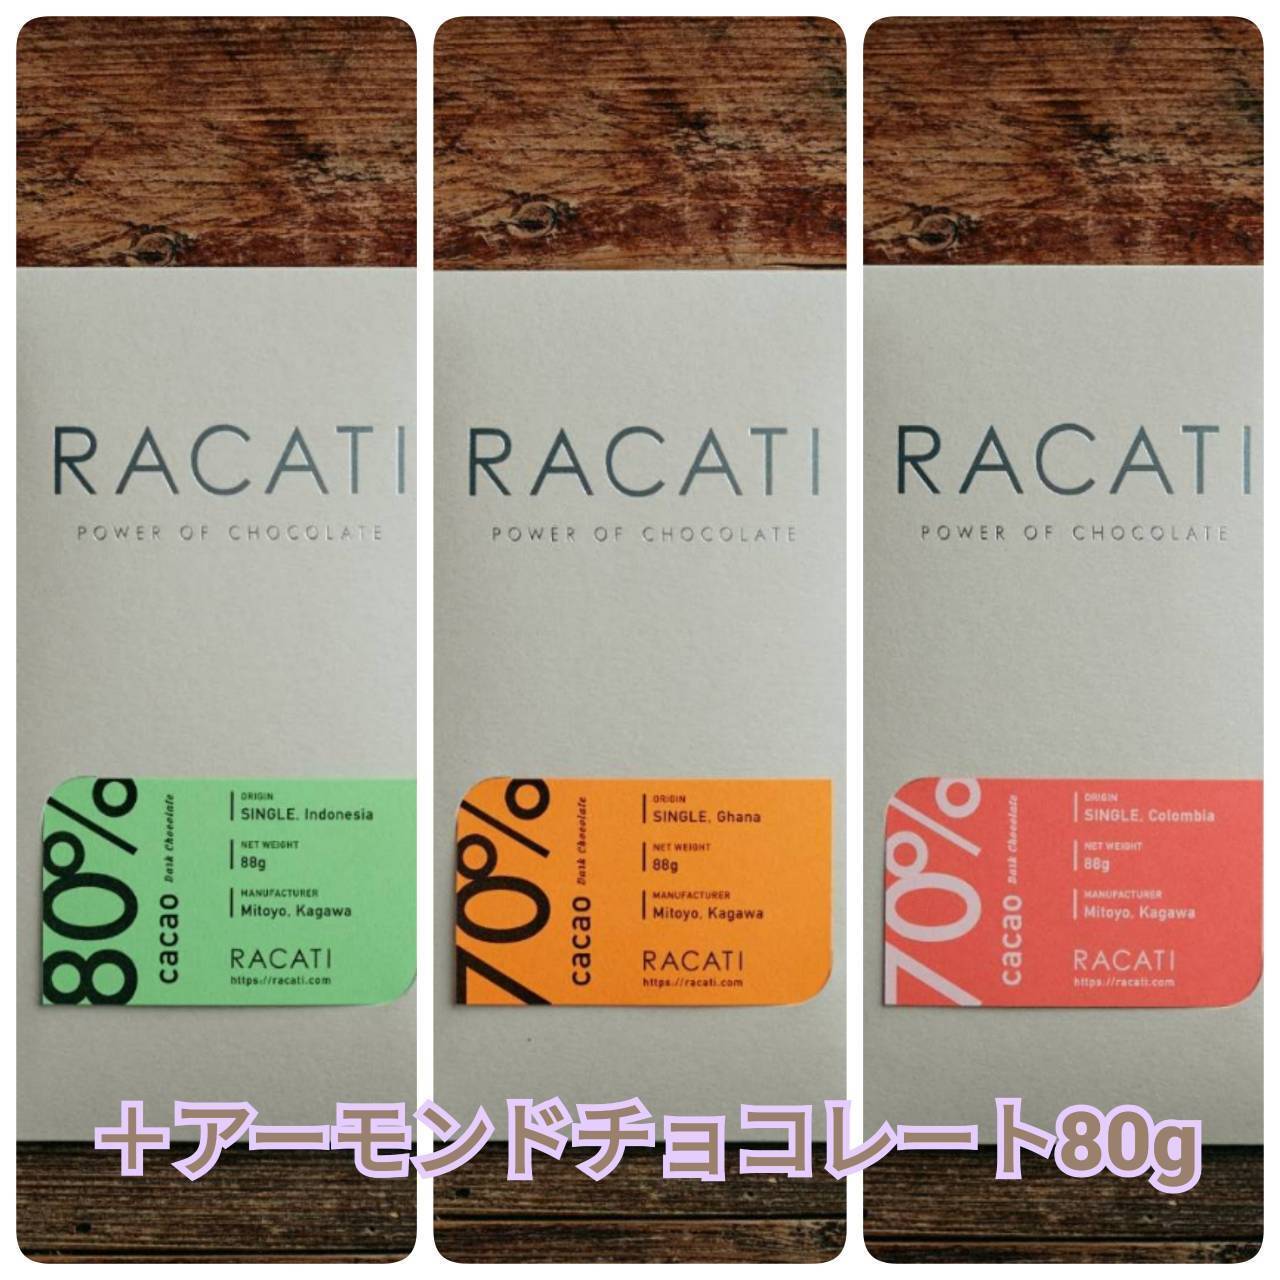 RACATI
POWER OF CHOCOLATE
80%
cacao Dark Chocolate
ORIGIN
SINGLE, Indonesia
NET WEIGHT
88g
MANUFACTURER
Mitoyo, Kagawa
RACATI
https://racati.com
RACATI
POWER OF CHOCOLATE
70%
cacao Dark Chocolate
ORIGIN
SINGLE, Ghana
NET WEIGHT
88g
MANUFACTURER
Mitoyo, Kagawa
RACATI
https://racati.com
RACATI
POWER OF CHOCOLATE
70%
cacao Dark Chocolate
ORIGIN
SINGLE, Colombia
NET WEIGHT
88g
MANUFACTURER
Mitoyo, Kagawa
RACATI
https://racati.com
＋アーモンドチョコレート80g